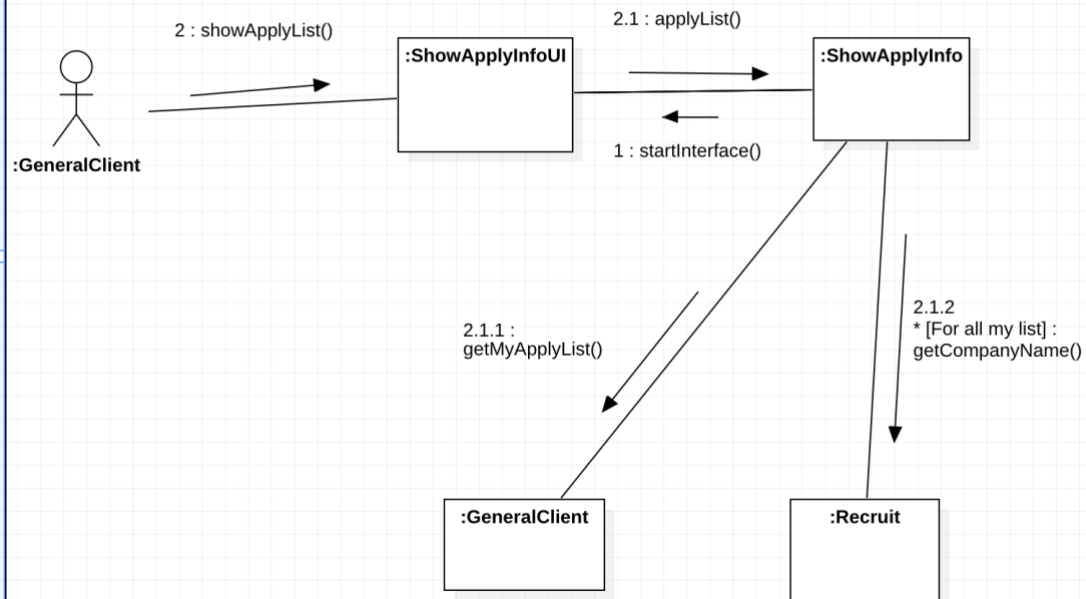 2 : showApplyList()
2.1 : applyList()
:ShowApplyInfoUI
:ShowApplyInfo
1 : startInterface()
:GeneralClient
2.1.1 :
getMyApplyList()
2.1.2
* [For all my list] :
getCompanyName()
:GeneralClient
:Recruit